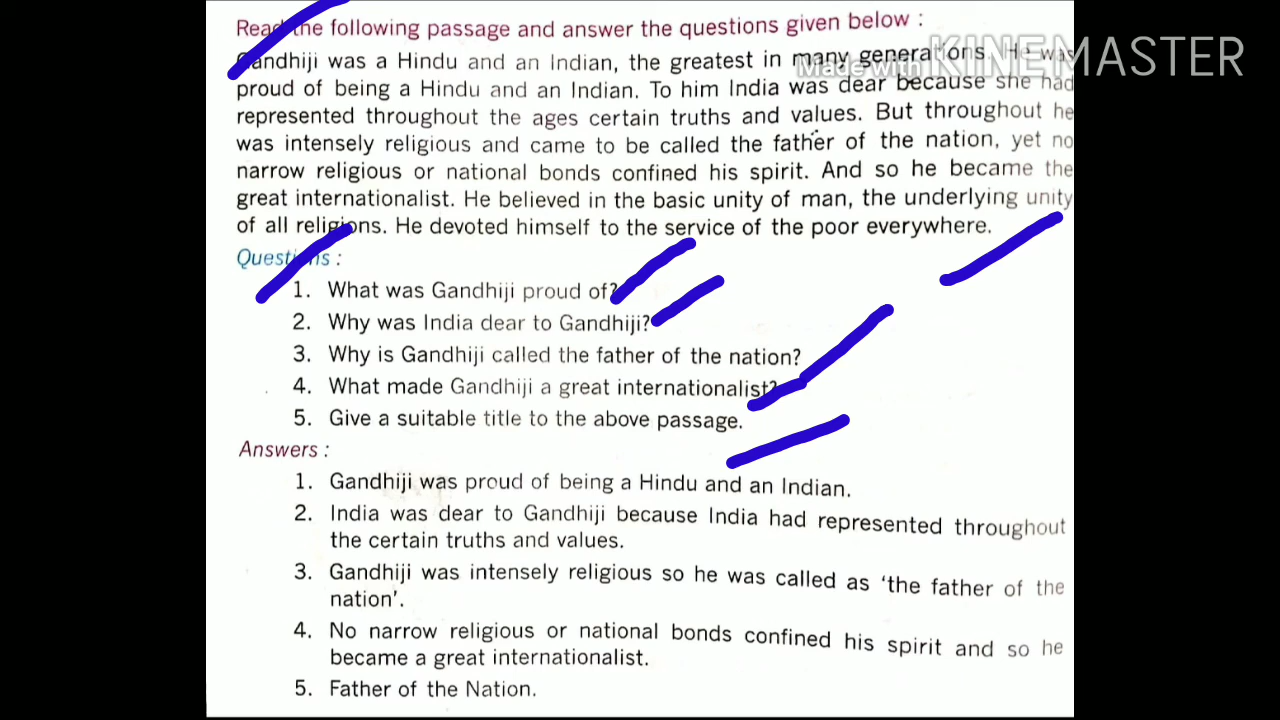 Read the following passage and answer the questions given below :
Gandhiji was a Hindu and an Indian, the greatest in many generations. He was
Made with KINEMASTER
proud of being a Hindu and an Indian. To him India was dear because she had
represented throughout the ages certain truths and values. But throughout he
was intensely religious and came to be called the father of the nation, yet no
narrow religious or national bonds confined his spirit. And so he became the
great internationalist. He believed in the basic unity of man, the underlying unity
of all religions. He devoted himself to the service of the poor everywhere.
Questions :
1. What was Gandhiji proud of?
2. Why was India dear to Gandhiji?
3. Why is Gandhiji called the father of the nation?
4. What made Gandhiji a great internationalist?
5. Give a suitable title to the above passage.
Answers :
1. Gandhiji was proud of being a Hindu and an Indian.
2. India was dear to Gandhiji because India had represented throughout
the certain truths and values.
3. Gandhiji was intensely religious so he was called as 'the father of the
nation'.
4. No narrow religious or national bonds confined his spirit and so he
became a great internationalist.
5. Father of the Nation.